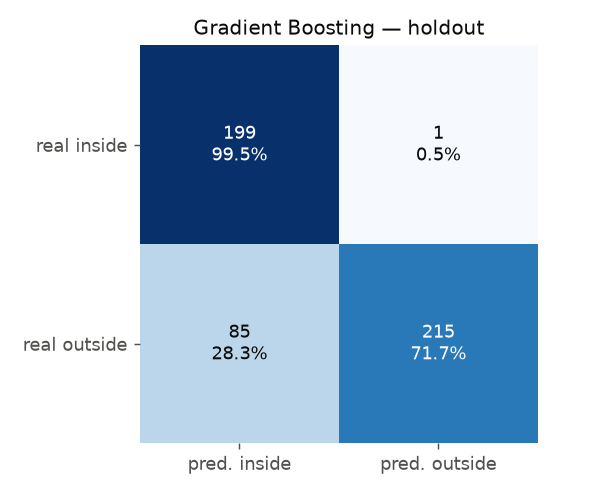 Gradient Boosting — holdout
real inside
199
99.5%
1
0.5%
real outside
85
28.3%
215
71.7%
pred. inside
pred. outside